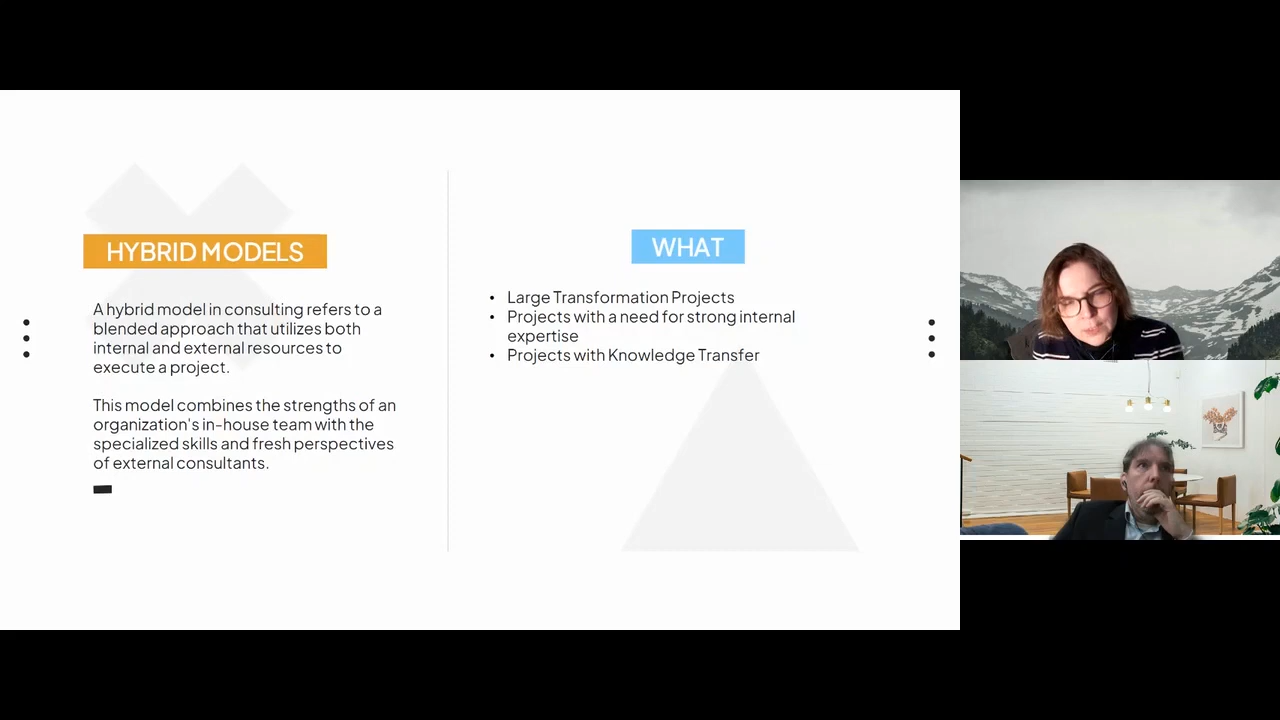 HYBRID MODELS
A hybrid model in consulting refers to a
blended approach that utilizes both
internal and external resources to
execute a project.
This model combines the strengths of an
organization's in-house team with the
specialized skills and fresh perspectives
of external consultants.
WHAT
• Large Transformation Projects
• Projects with a need for strong internal
expertise
• Projects with Knowledge Transfer